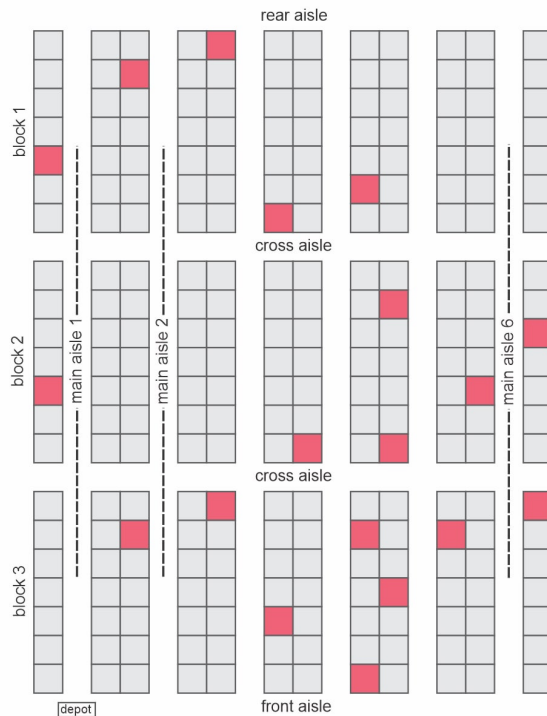 rear aisle
block 1
cross aisle
block 2
main aisle 1
main aisle 2
main aisle 6
cross aisle
block 3
depot
front aisle